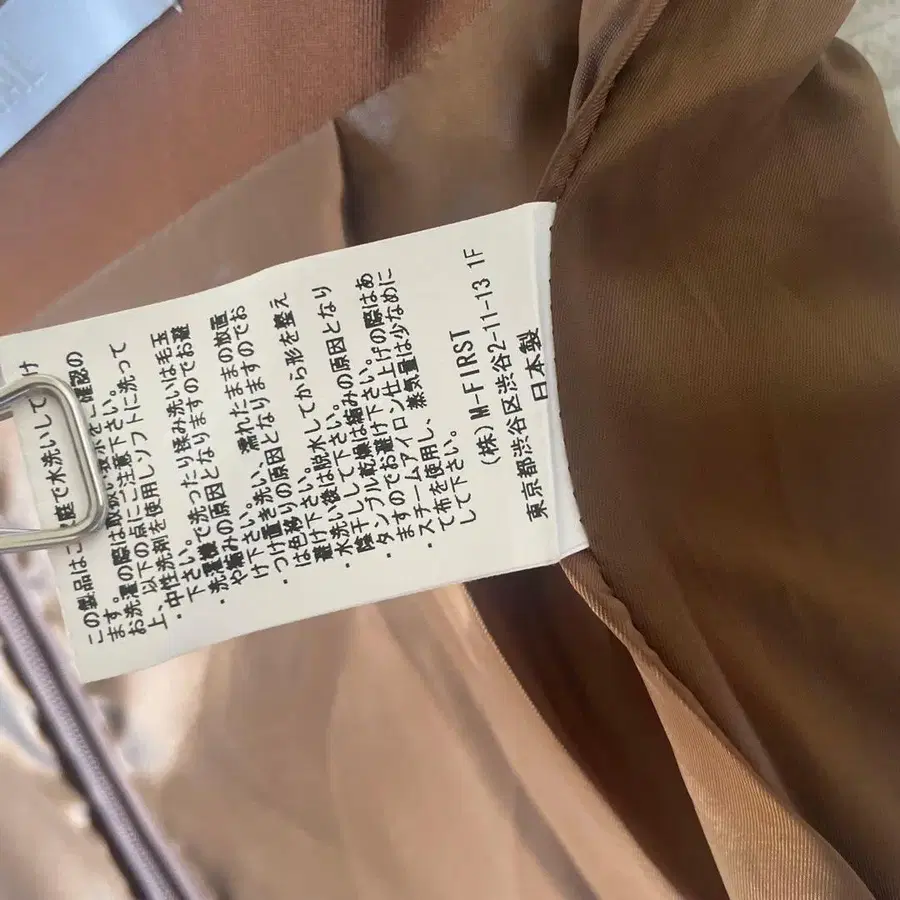 この製品はご家庭で水洗いして
ます。お洗濯の際は取扱い表示をご確認の
上、以下の点にご注意下さい。
・中性洗剤を使用しソフトに洗って
下さい。
・洗濯機で洗ったり揉み洗いは毛玉
や縮みの原因となりますのでお避
け下さい。
・つけ置き洗い、濡れたままの放置
は色移りの原因となりますのでお
避け下さい。
・水洗い後は脱水してから形を整え
陰干しして下さい。
・タンブル乾燥は縮みの原因となり
ますのでお避け下さい。
・スチームアイロン仕上げの際はあ
て布を使用し、蒸気量は少なめに
して下さい。
(株) M-FIRST
東京都渋谷区渋谷2-11-13 1F
日本製